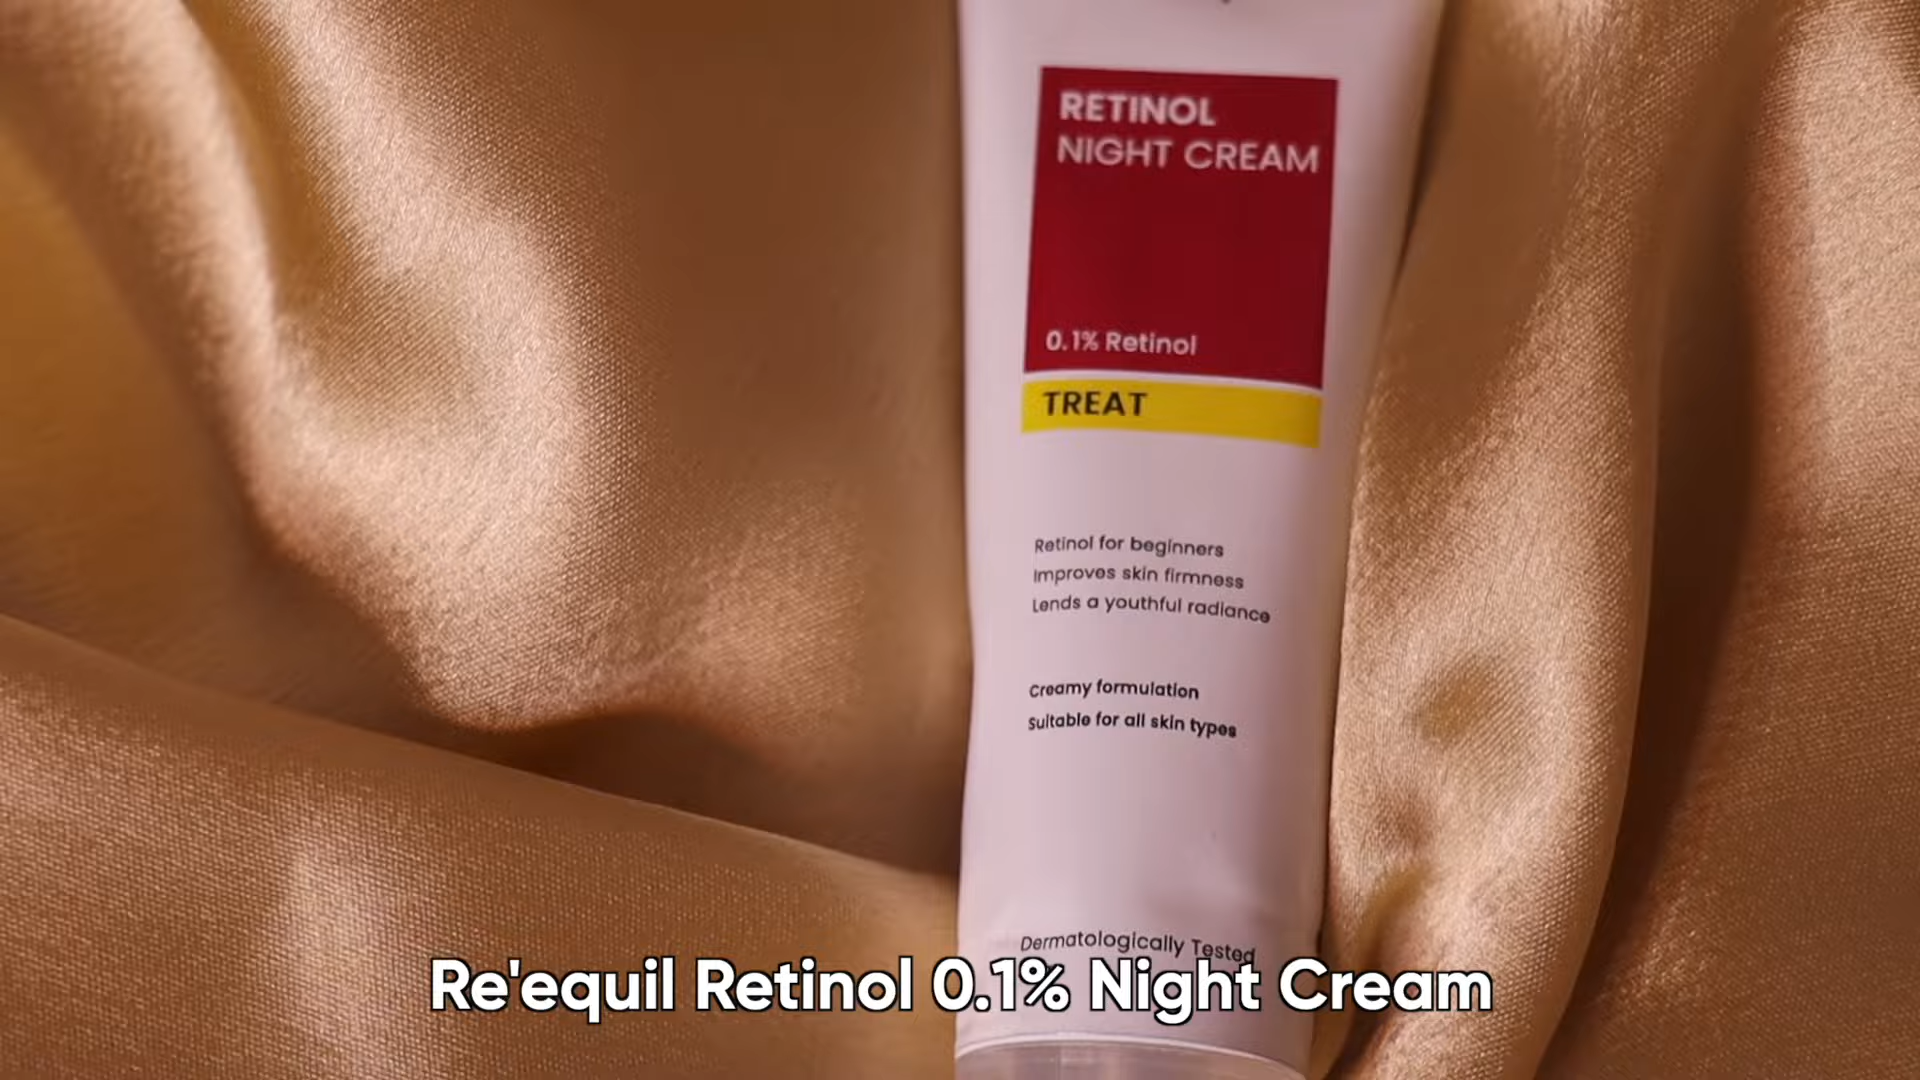 RETINOL
NIGHT CREAM
0.1% Retinol
TREAT
Retinol for beginners
Improves skin firmness
Lends a youthful radiance
Creamy formulation
Suitable for all skin types
Dermatologically Tested
Re'equil Retinol 0.1% Night Cream